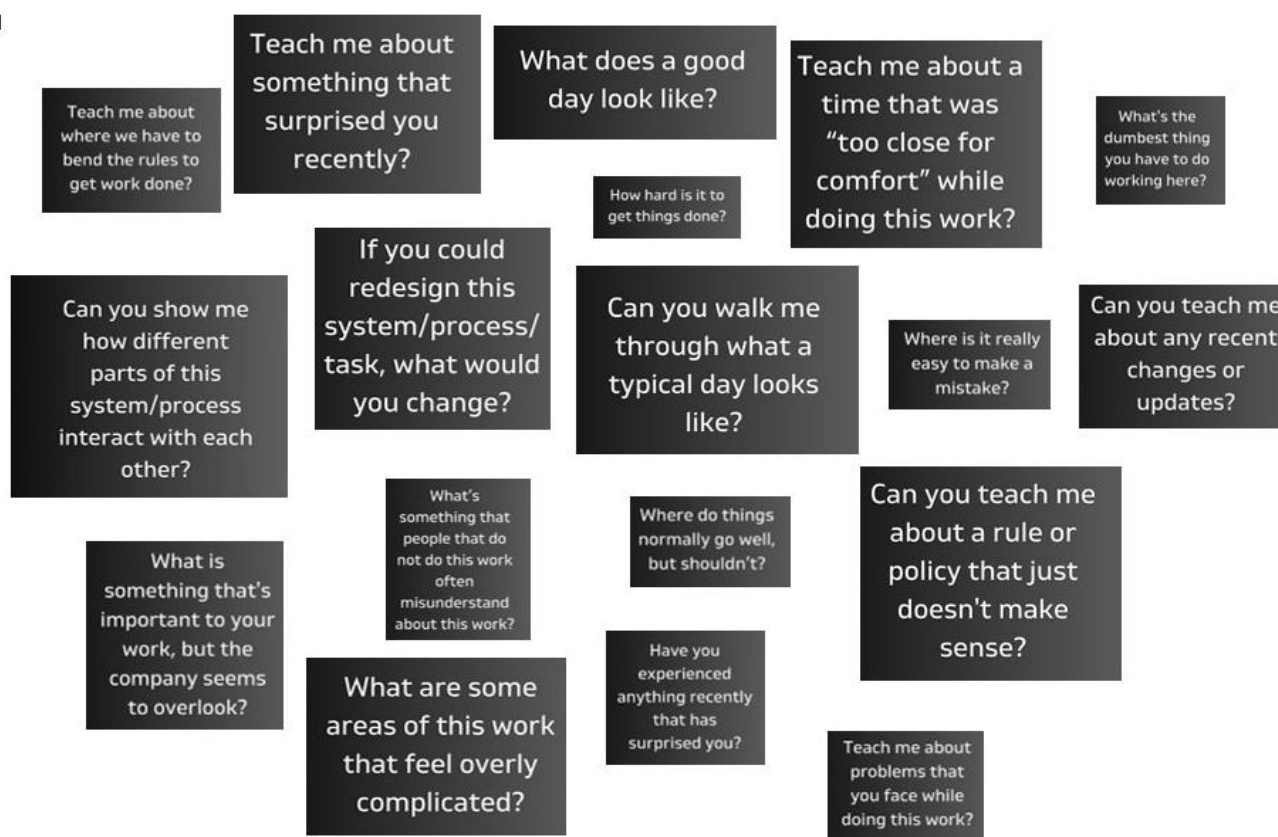 Teach me about
where we have to
bend the rules to
get work done?
Teach me about
something that
surprised you
recently?
What does a good
day look like?
Teach me about a
time that was
“too close for
comfort” while
doing this work?
What's the
dumbest thing
you have to do
working here?
How hard is it to
get things done?
Can you show me
how different
parts of this
system/process
interact with each
other?
If you could
redesign this
system/process/
task, what would
you change?
Can you walk me
through what a
typical day looks
like?
Where is it really
easy to make a
mistake?
Can you teach me
about any recent
changes or
updates?
What is
something that's
important to your
work, but the
company seems
to overlook?
What's
something that
people that do
not do this work
often
misunderstand
about this work?
Where do things
normally go well,
but shouldn't?
Can you teach me
about a rule or
policy that just
doesn't make
sense?
What are some
areas of this work
that feel overly
complicated?
Have you
experienced
anything recently
that has
surprised you?
Teach me about
problems that
you face while
doing this work?